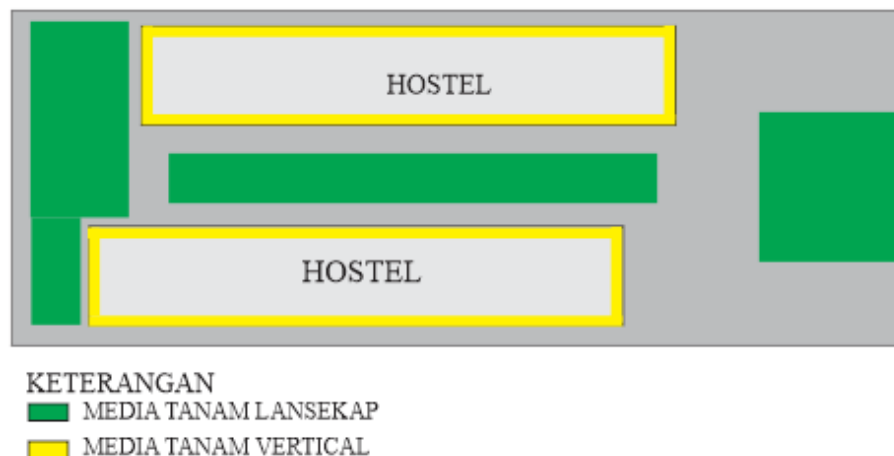 HOSTEL
HOSTEL
KETERANGAN
MEDIA TANAM LANSEKAP
MEDIA TANAM VERTICAL